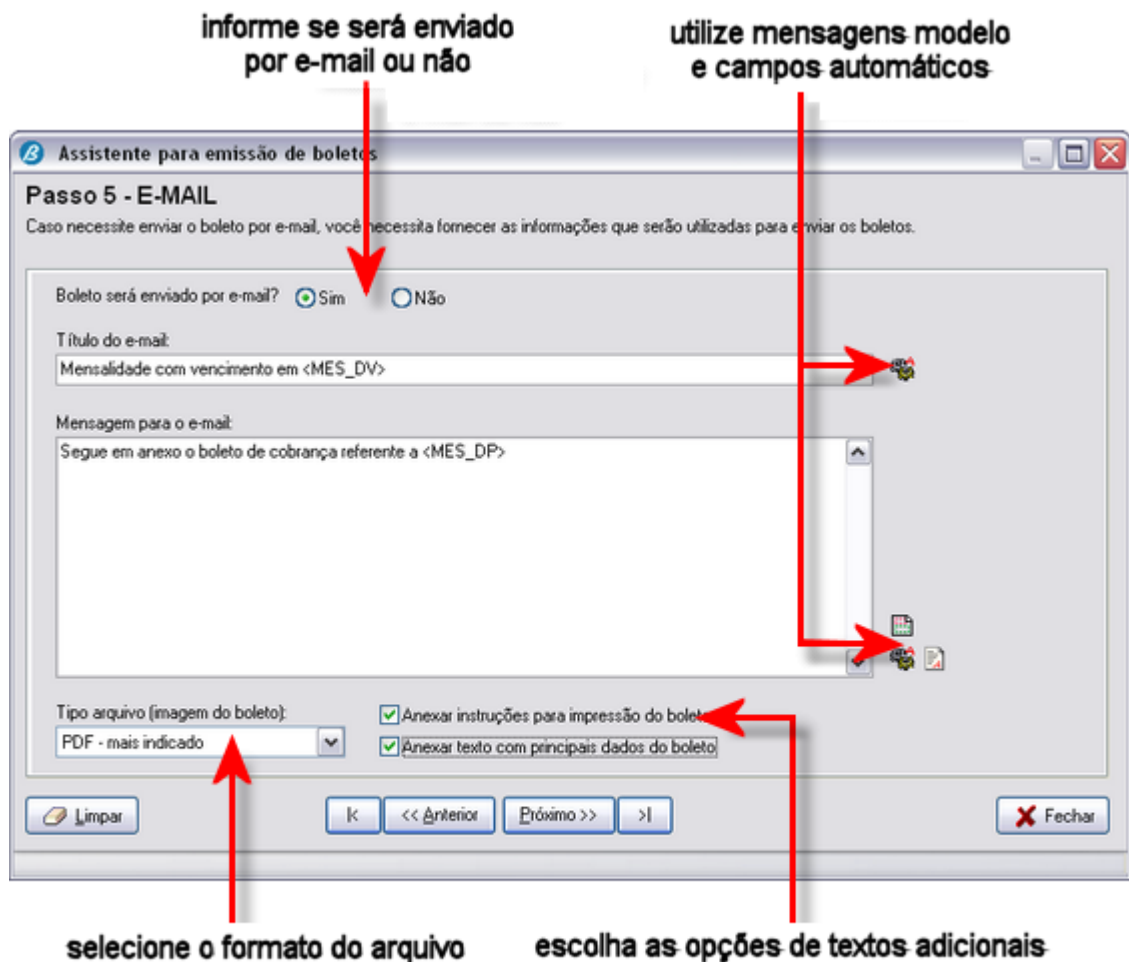 informe se será enviado
por e-mail ou não
utilize mensagens modelo
e campos automáticos
Assistente para emissão de boletos
Passo 5 - E-MAIL
Caso necessite enviar o boleto por e-mail, você necessita fornecer as informações que serão utilizadas para enviar os boletos.
Boleto será enviado por e-mail? Sim Não
Título do e-mail:
Mensalidade com vencimento em <MES_DV>
Mensagem para o e-mail:
Segue em anexo o boleto de cobrança referente a <MES_DP>
Tipo arquivo (imagem do boleto):
PDF - mais indicado
Anexar instruções para impressão do boleto
Anexar texto com principais dados do boleto
Limpar |< << Anterior Próximo >> >| Fechar
selecione o formato do arquivo
escolha as opções de textos adicionais